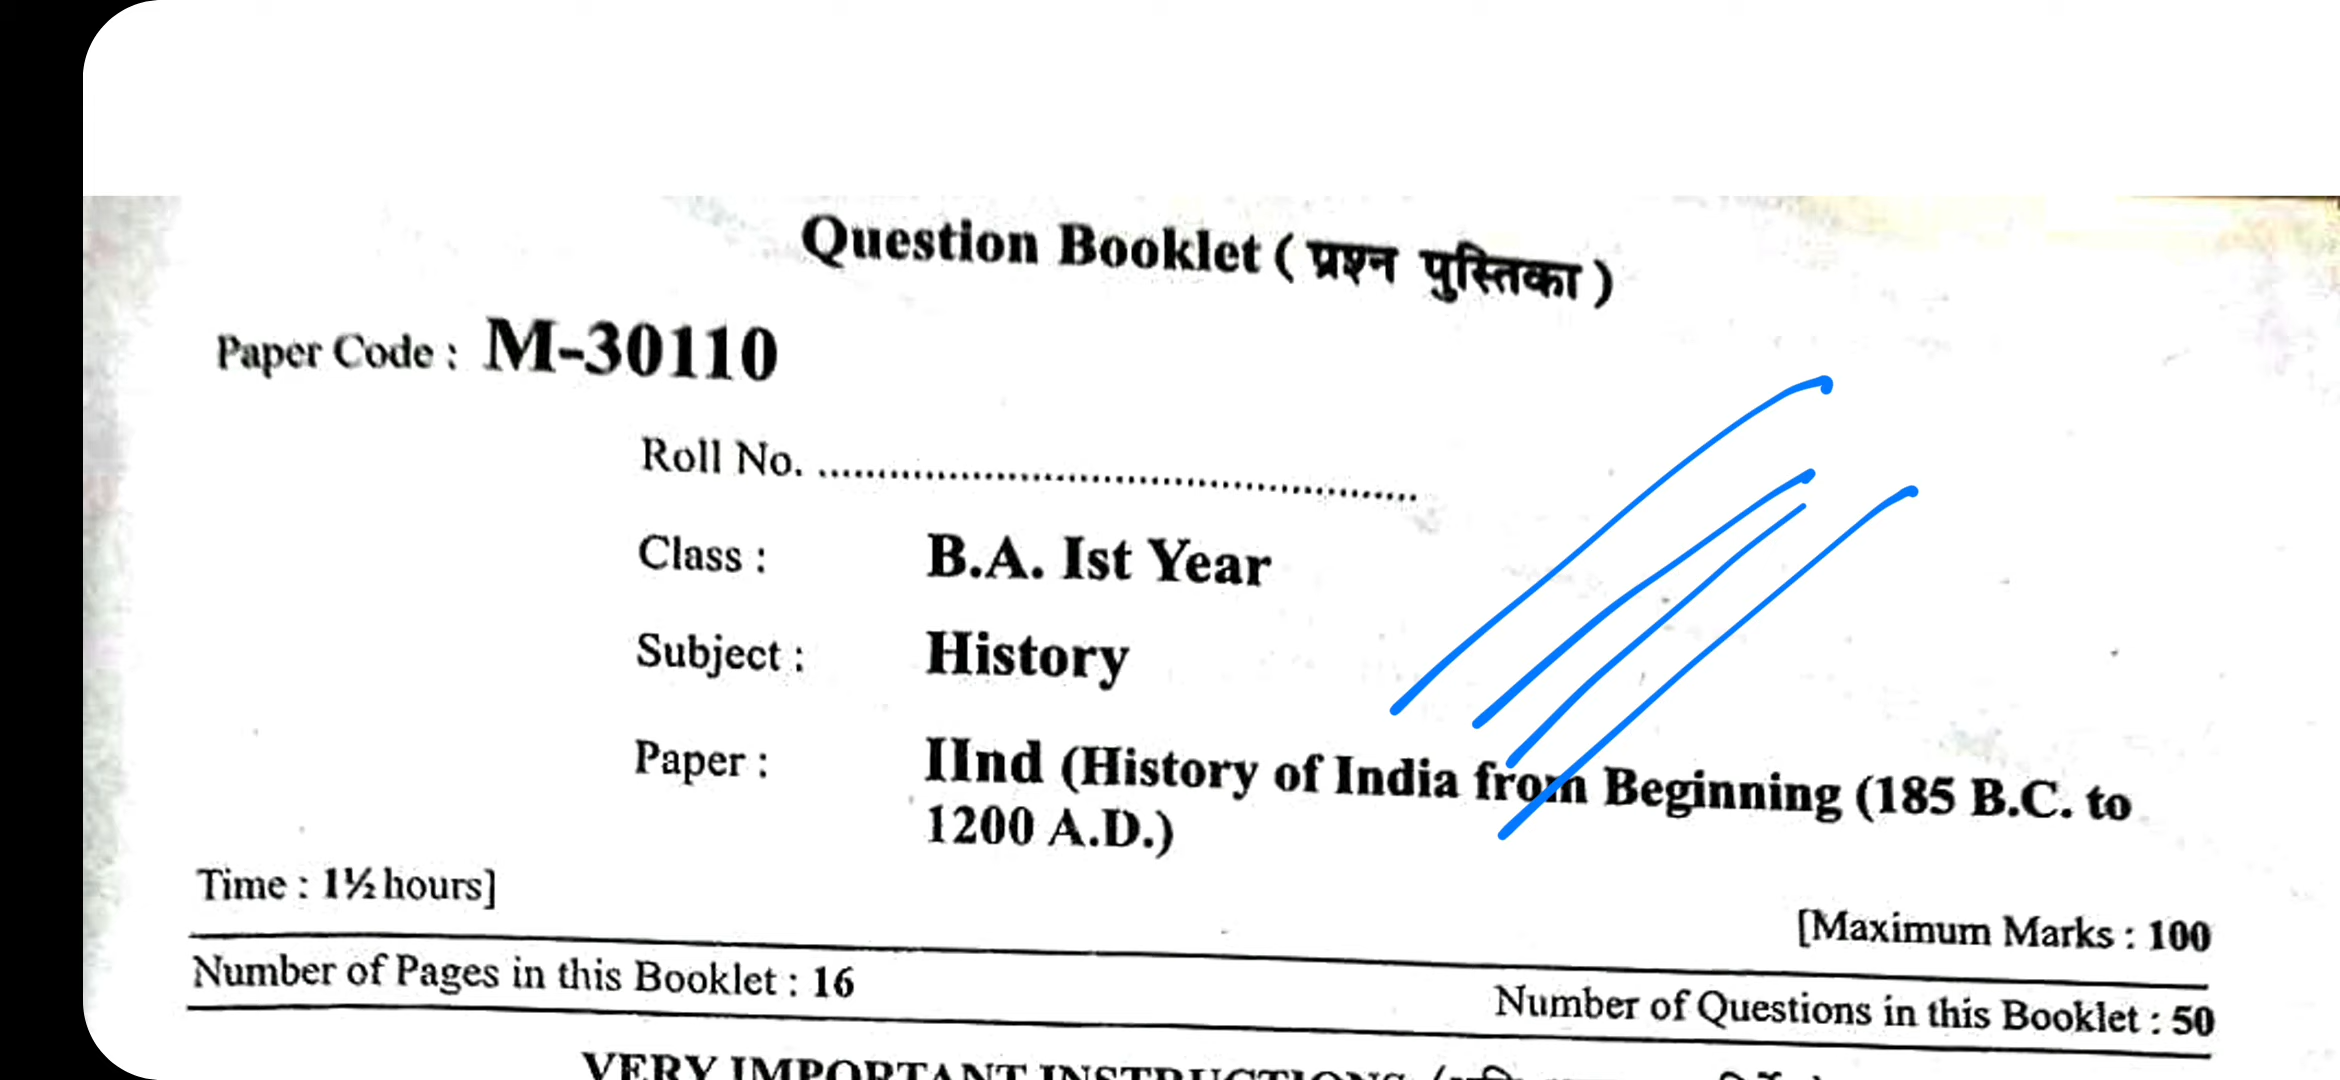 Question Booklet ( प्रश्न पुस्तिका )
Paper Code : M-30110
Roll No. ..................................................
Class : B.A. Ist Year
Subject : History
Paper : IInd (History of India from Beginning (185 B.C. to
1200 A.D.)
Time : 1½ hours]
[Maximum Marks : 100
Number of Pages in this Booklet : 16
Number of Questions in this Booklet : 50
VERY IMPORTANT INSTRUCTIONS